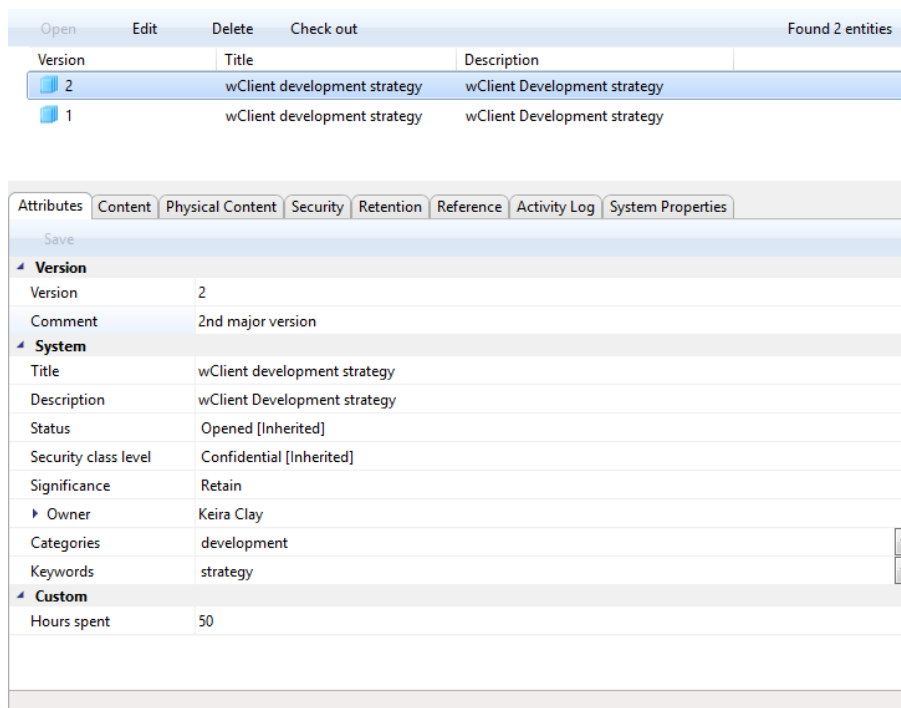 Open Edit Delete Check out Found 2 entities
Version Title Description
2 wClient development strategy wClient Development strategy
1 wClient development strategy wClient Development strategy
Attributes Content Physical Content Security Retention Reference Activity Log System Properties
Save
Version
Version 2
Comment 2nd major version
System
Title wClient development strategy
Description wClient Development strategy
Status Opened [Inherited]
Security class level Confidential [Inherited]
Significance Retain
Owner Keira Clay
Categories development
Keywords strategy
Custom
Hours spent 50